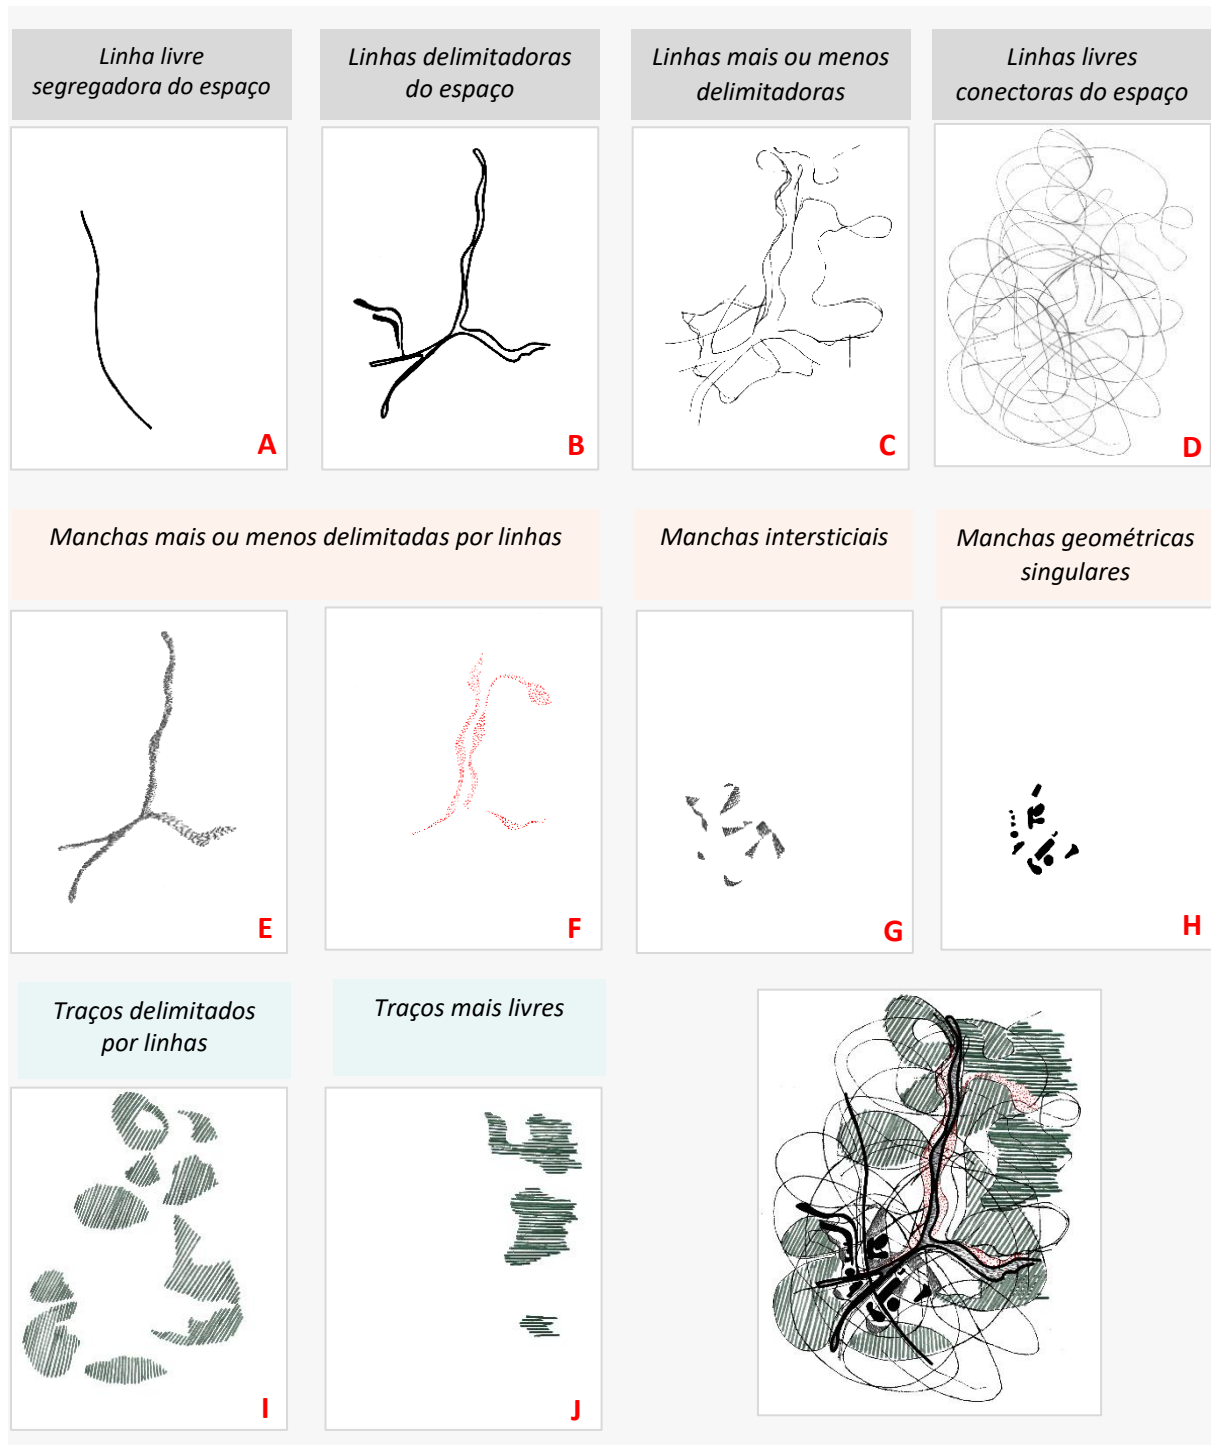 Linha livre
segregadora do espaço
Linhas delimitadoras
do espaço
Linhas mais ou menos
delimitadoras
Linhas livres
conectoras do espaço
A
B
C
D
Manchas mais ou menos delimitadas por linhas
Manchas intersticiais
Manchas geométricas
singulares
E
F
G
H
Traços delimitados
por linhas
Traços mais livres
I
J